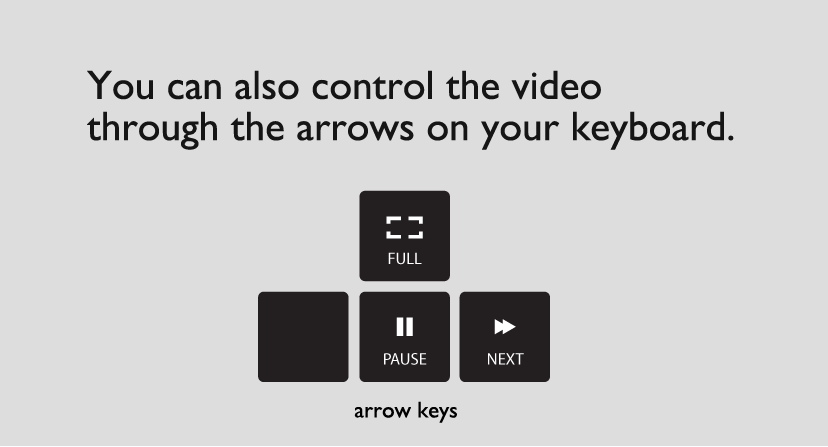 You can also control the video
through the arrows on your keyboard.
FULL
PAUSE
NEXT
arrow keys